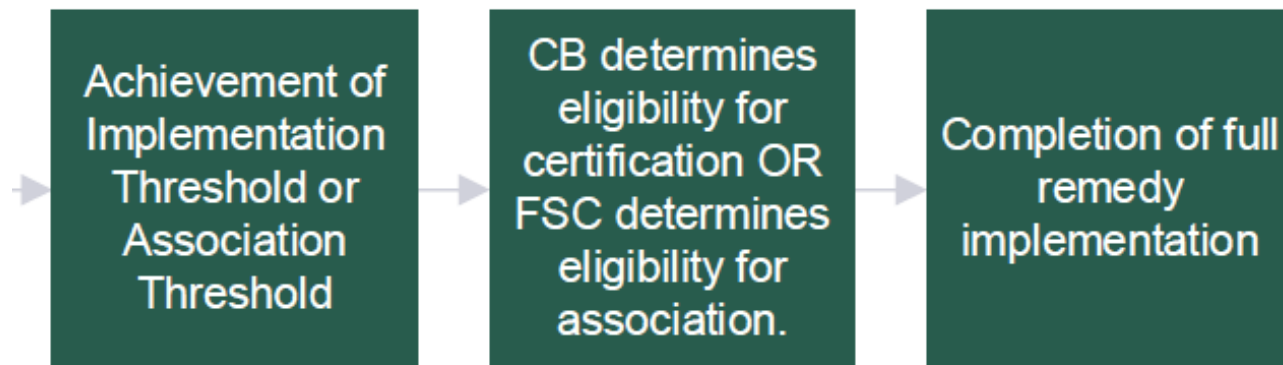 Achievement of
Implementation
Threshold or
Association
Threshold
CB determines
eligibility for
certification OR
FSC determines
eligibility for
association.
Completion of full
remedy
implementation